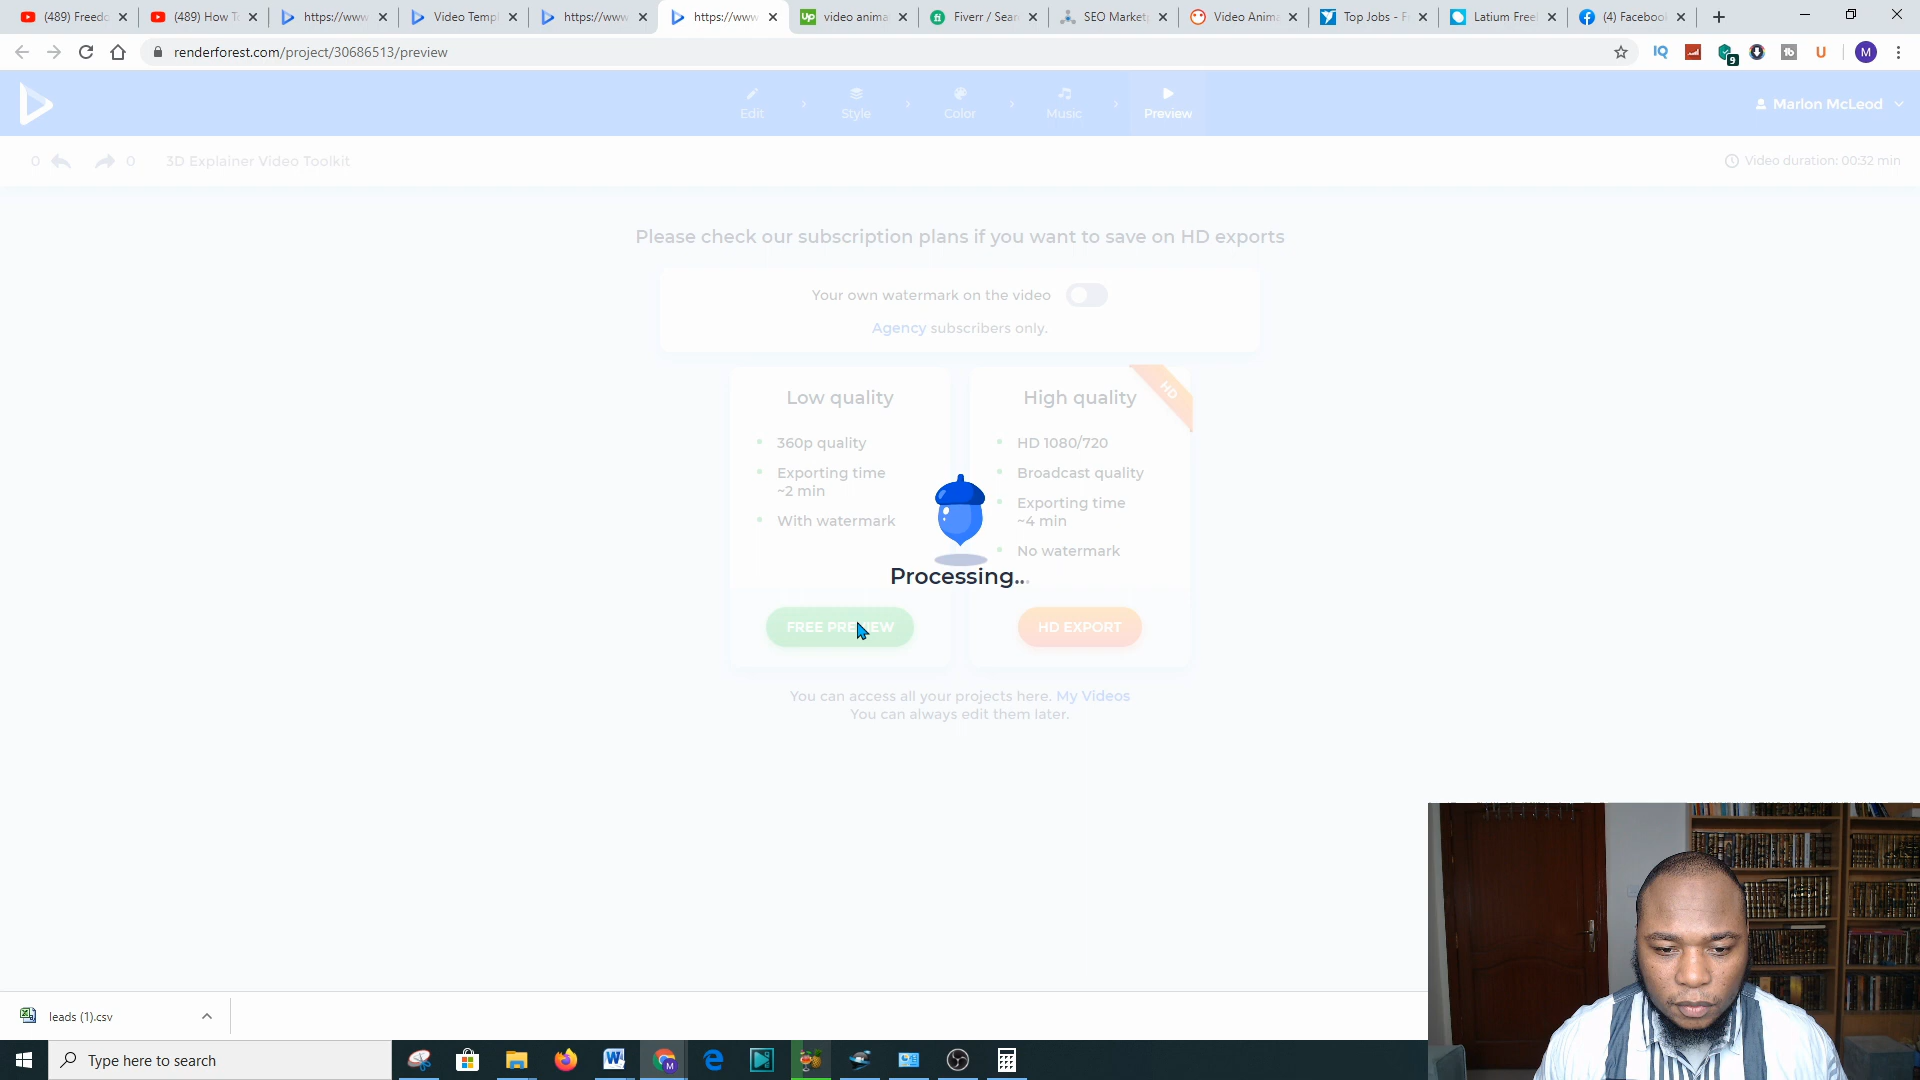 (489) Freed
(489) How T
https://www
Video Templ
https://www
https://www
video anima
Fiverr / Sear
SEO Market
Video Anima
Top Jobs - F
Latium Free
(4) Facebook
renderforest.com/project/30686513/preview
Edit
Style
Color
Music
Preview
Marlon McLeod
0 0 3D Explainer Video Toolkit
Video duration: 00:32 min
Please check our subscription plans if you want to save on HD exports
Your own watermark on the video
Agency subscribers only.
Low quality
360p quality
Exporting time
~2 min
With watermark
FREE PREVIEW
High quality
HD
HD 1080/720
Broadcast quality
Exporting time
~4 min
No watermark
HD EXPORT
Processing...
You can access all your projects here. My Videos
You can always edit them later.
leads (1).csv
Type here to search